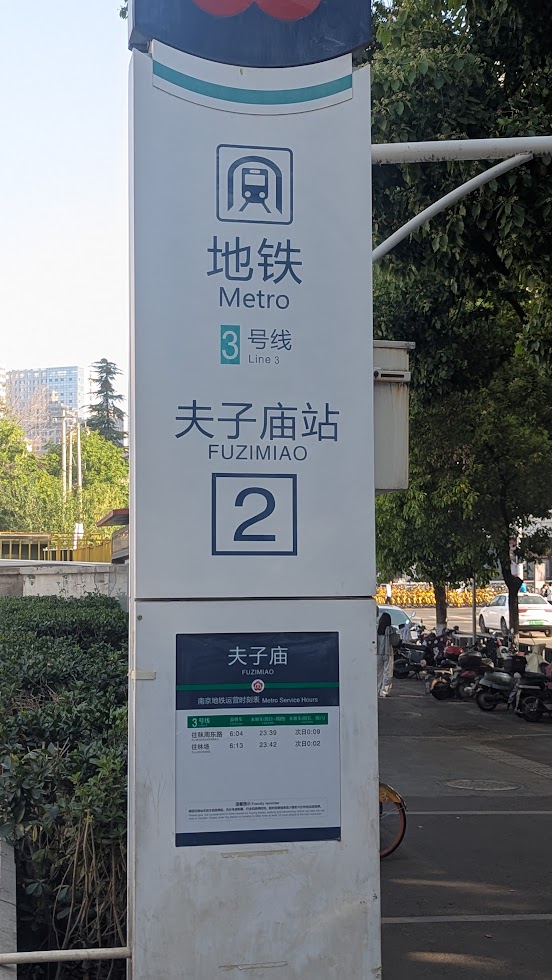 地铁
Metro
3 号线
Line 3
夫子庙站
FUZIMIAO
2
夫子庙
FUZIMIAO
南京地铁运营时刻表 Metro Service Hours
3号线
往秣周东路 6:04 23:39 次日0:09
往林场 6:13 23:42 次日0:02
温馨提示 Friendly reminder